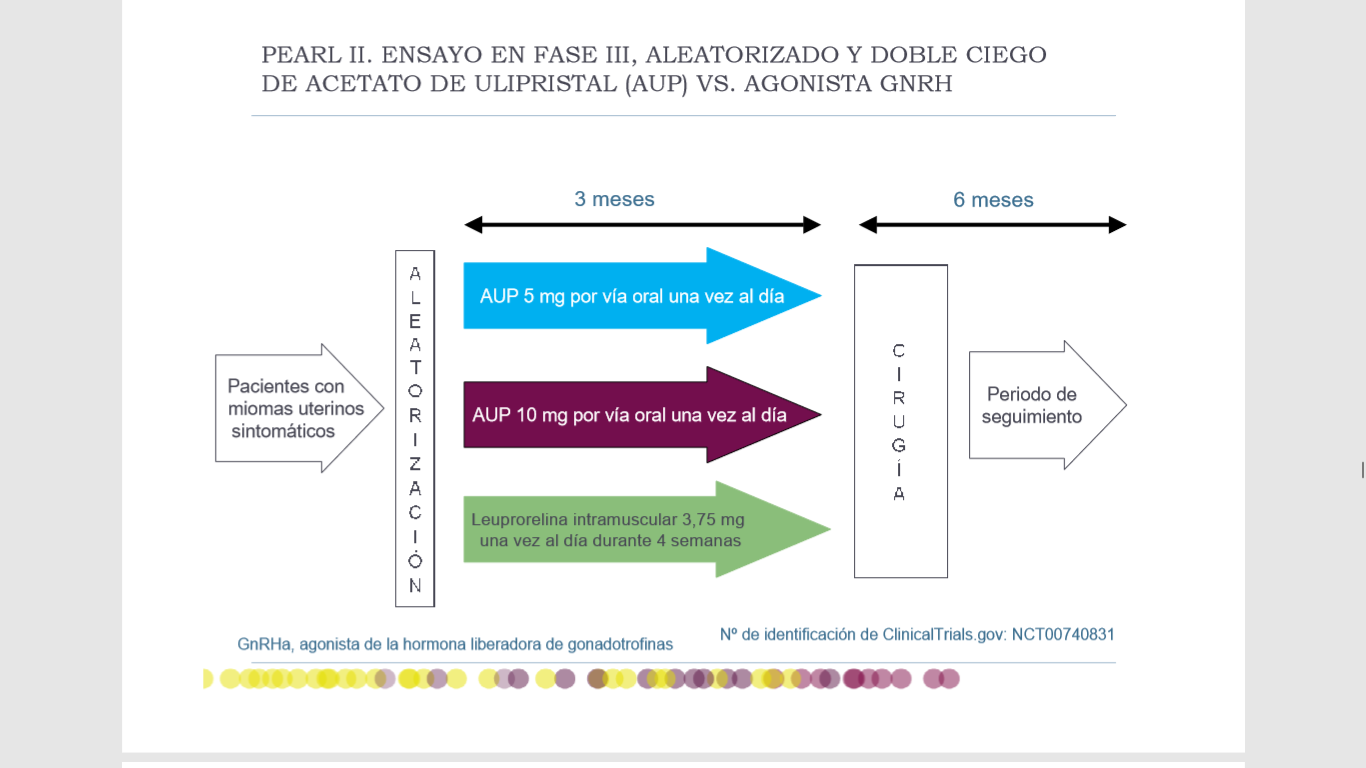 PEARL II. ENSAYO EN FASE III, ALEATORIZADO Y DOBLE CIEGO
DE ACETATO DE ULIPRISTAL (AUP) VS. AGONISTA GNRH
3 meses
6 meses
Pacientes con
miomas uterinos
sintomáticos
ALEATORIZACIÓN
AUP 5 mg por vía oral una vez al día
AUP 10 mg por vía oral una vez al día
Leuprorelina intramuscular 3,75 mg
una vez al día durante 4 semanas
CIRUGÍA
Periodo de
seguimiento
GnRHa, agonista de la hormona liberadora de gonadotrofinas
Nº de identificación de ClinicalTrials.gov: NCT00740831